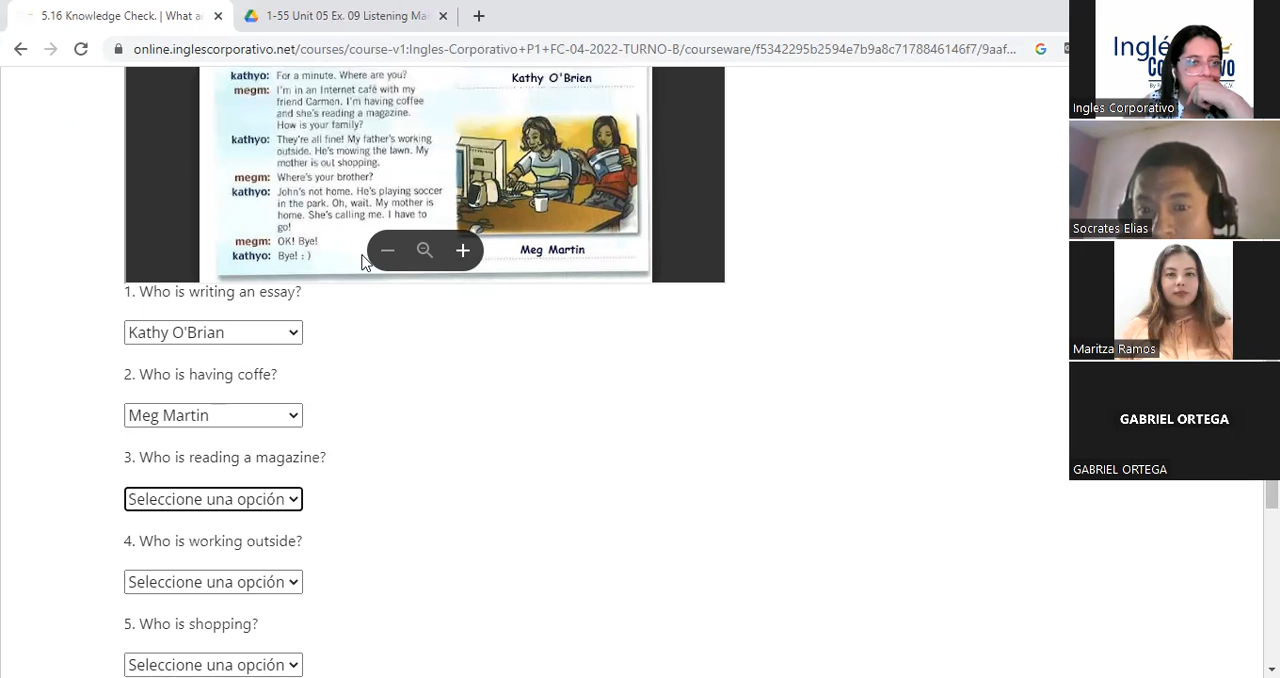 5.16 Knowledge Check. | What a
1-55 Unit 05 Ex. 09 Listening Ma
online.inglescorporativo.net/courses/course-v1:Ingles-Corporativo+P1+FC-04-2022-TURNO-B/courseware/f5342295b2594e7b9a8c7178846146f7/9aaf...
kathyo: For a minute. Where are you?
megm: I'm in an Internet café with my
friend Carmen. I'm having coffee
and she's reading a magazine.
How is your family?
kathyo: They're all fine! My father's working
outside. He's mowing the lawn. My
mother is out shopping.
megm: Where's your brother?
kathyo: John's not home. He's playing soccer
in the park. Oh, wait. My mother is
home. She's calling me. I have to
go!
megm: OK! Bye!
kathyo: Bye! : )
Kathy O'Brien
Meg Martin
1. Who is writing an essay?
Kathy O'Brian
2. Who is having coffe?
Meg Martin
3. Who is reading a magazine?
Seleccione una opción
4. Who is working outside?
Seleccione una opción
5. Who is shopping?
Seleccione una opción
Ingles Corporativo
Socrates Elias
Maritza Ramos
GABRIEL ORTEGA
GABRIEL ORTEGA